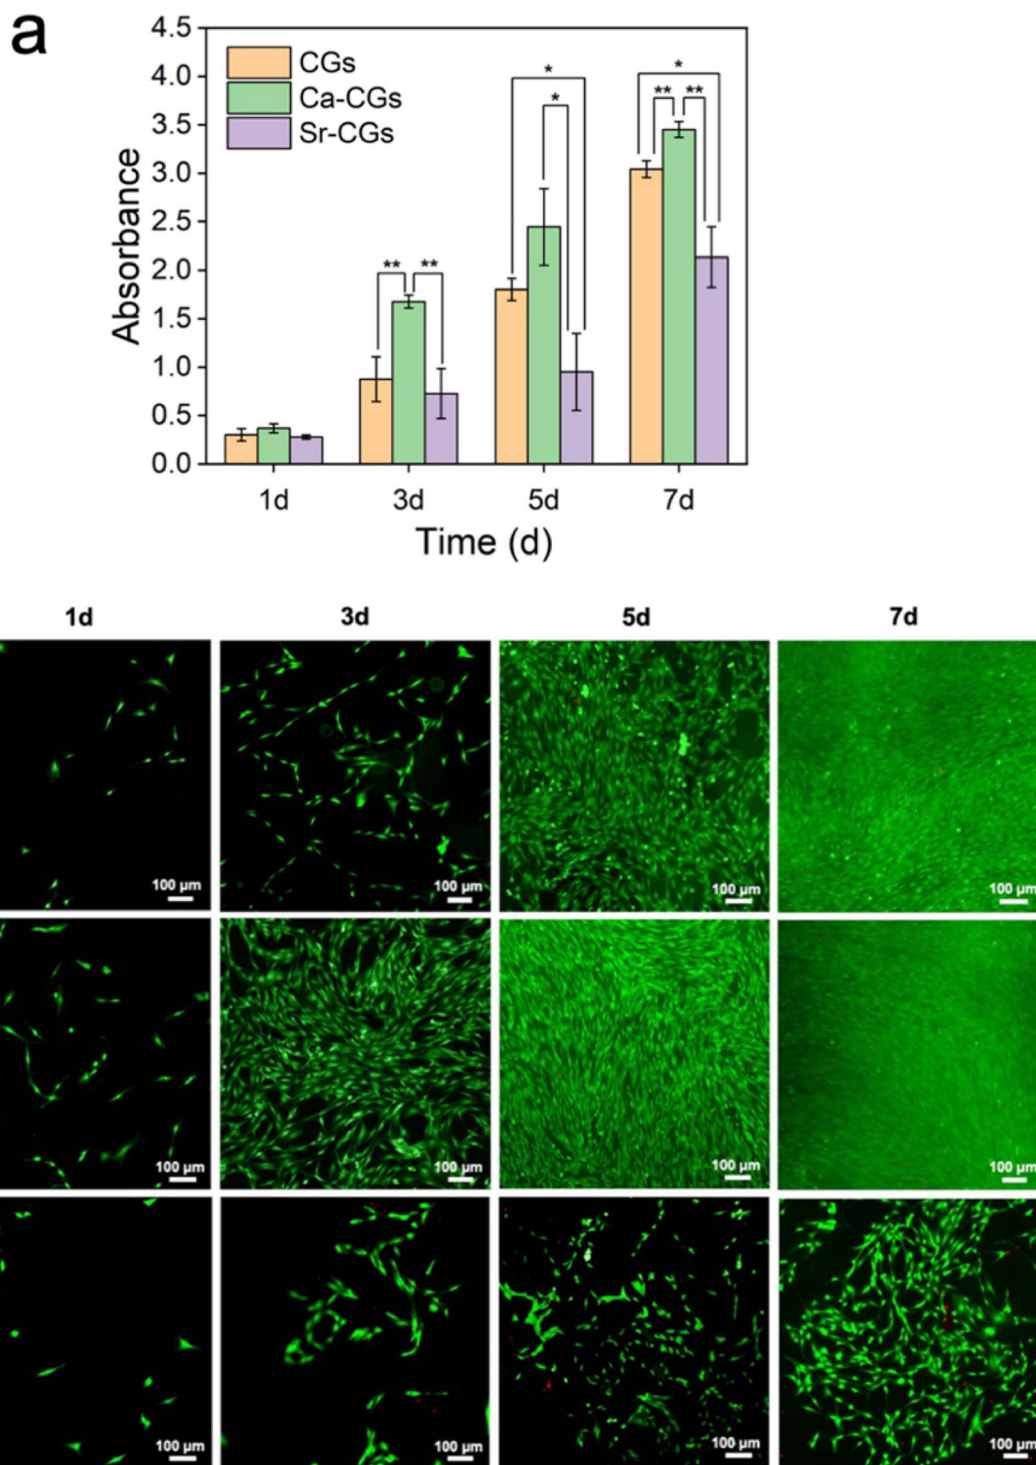 a
4.5
4.0
3.5
3.0
2.5
2.0
1.5
1.0
0.5
0.0
Absorbance
CGs
Ca-CGs
Sr-CGs
** **
*
*
*
** **
1d 3d 5d 7d
Time (d)
1d 3d 5d 7d
100 µm 100 µm 100 µm 100 µm
100 µm 100 µm 100 µm 100 µm
100 µm 100 µm 100 µm 100 µm